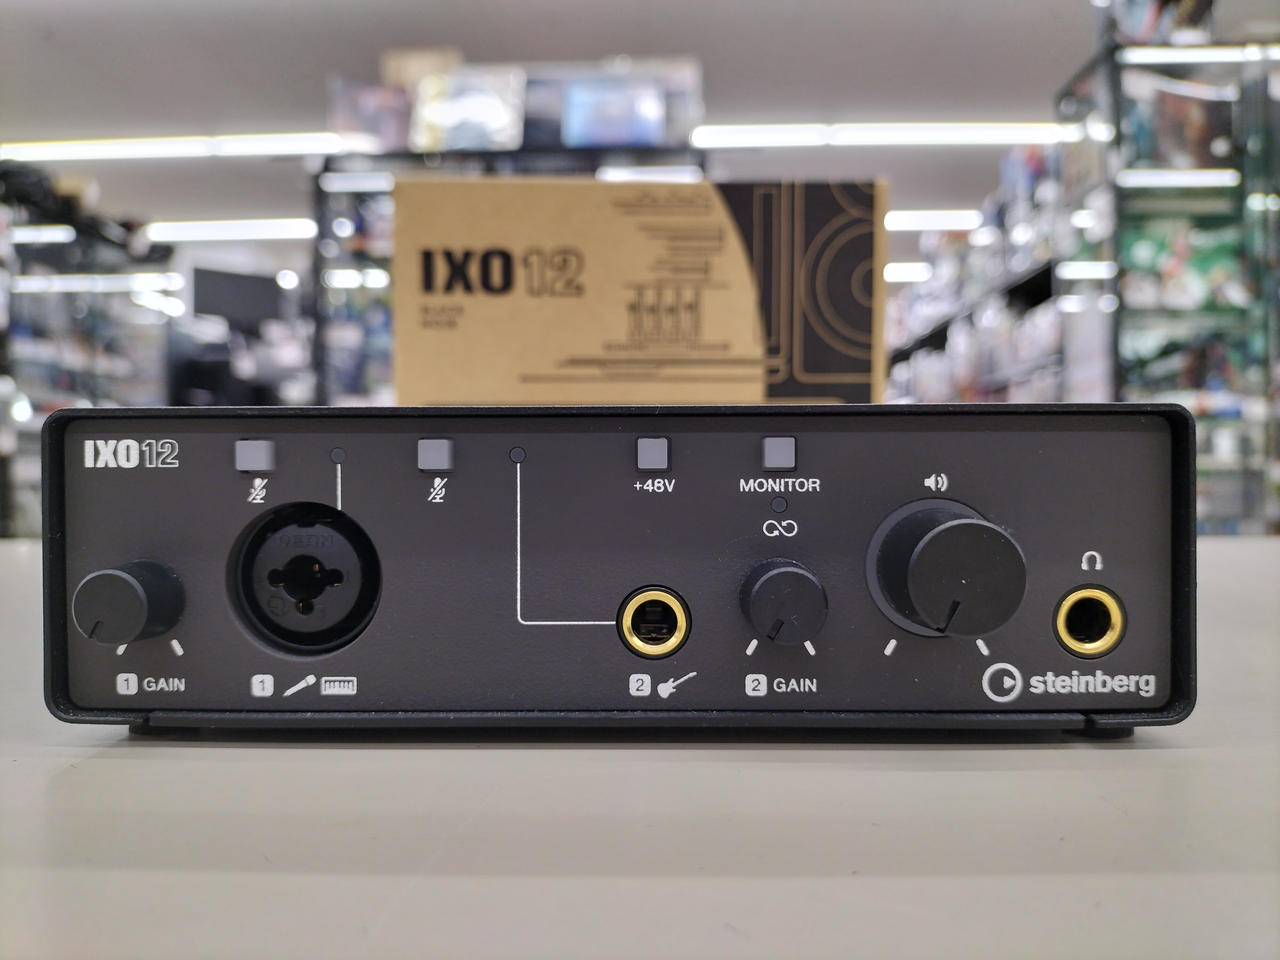 IXO12
IXO12
+48V
MONITOR
1 GAIN
1
2
2 GAIN
steinberg